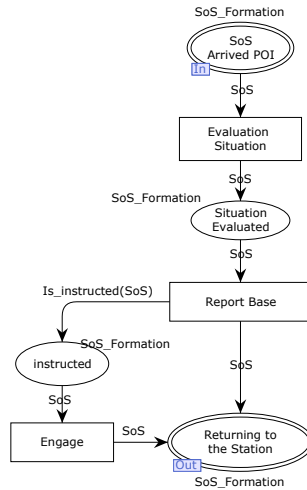 SoS_Formation
SoS
Arrived POI
In
SoS
Evaluation
Situation
SoS
SoS_Formation
Situation
Evaluated
SoS
Is_instructed(SoS)
Report Base
SoS_Formation
instructed
SoS
SoS
Engage
SoS
Returning to
the Station
Out
SoS_Formation